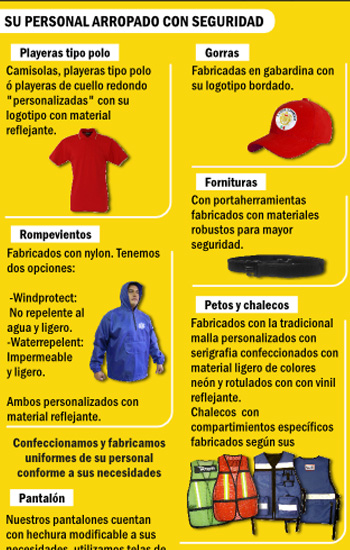 SU PERSONAL ARROPADO CON SEGURIDAD
Playeras tipo polo
Camisolas, playeras tipo polo
ó playeras de cuello redondo
"personalizadas" con su
logotipo con material
reflejante.
Rompevientos
Fabricados con nylon. Tenemos
dos opciones:
-Windprotect:
No repelente al
agua y ligero.
-Waterrepelent:
Impermeable
y ligero.
Ambos personalizados con
material reflejante.
Confeccionamos y fabricamos
uniformes de su personal
conforme a sus necesidades
Pantalón
Nuestros pantalones cuentan
con hechura modificable a sus
necesidades, utilizamos telas de
Gorras
Fabricadas en gabardina con
su logotipo bordado.
Fornituras
Con portaherramientas
fabricados con materiales
robustos para mayor
seguridad.
Petos y chalecos
Fabricados con la tradicional
malla personalizados con
serigrafia confeccionados con
material ligero de colores
neón y rotulados con con vinil
reflejante.
Chalecos con
compartimientos específicos
fabricados según sus